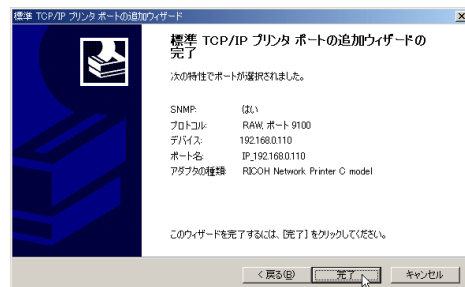 標準 TCP/IP プリンタ ポートの追加ウィザード
標準 TCP/IP プリンタ ポートの追加ウィザードの
完了
次の特性でポートが選択されました。
SNMP: はい
プロトコル: RAW, ポート 9100
デバイス: 192.168.0.110
ポート名: IP_192.168.0.110
アダプタの種類: RICOH Network Printer C model
このウィザードを完了するには、[完了] をクリックしてください。
< 戻る(B)
完了
キャンセル